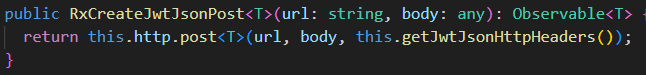 public RxCreateJwtJsonPost<T>(url: string, body: any): Observable<T> {
return this.http.post<T>(url, body, this.getJwtJsonHttpHeaders());
}